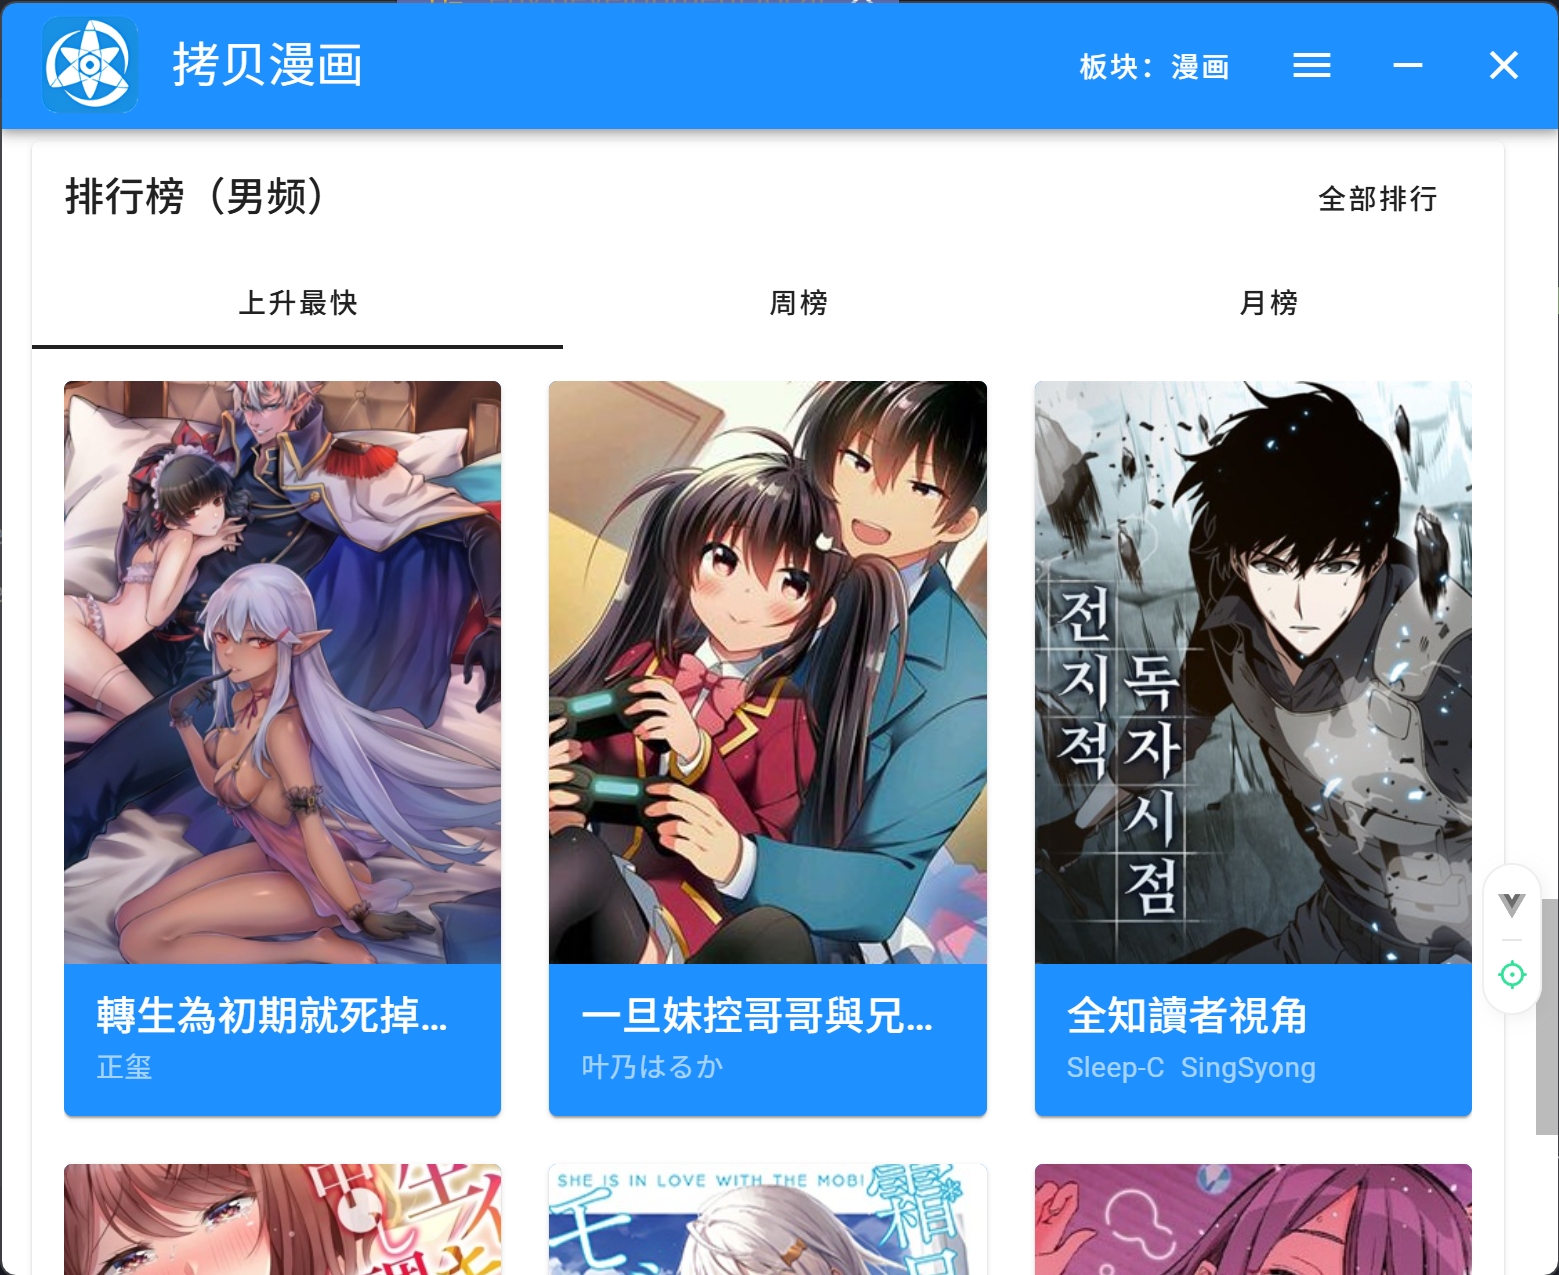 拷贝漫画
板块：漫画
排行榜（男频）
全部排行
上升最快
周榜
月榜
전지적
독자시점
轉生為初期就死掉...
正玺
一旦妹控哥哥與兄...
叶乃はるか
全知讀者視角
Sleep-C SingSyong
SHE IS IN LOVE WITH THE MOB!